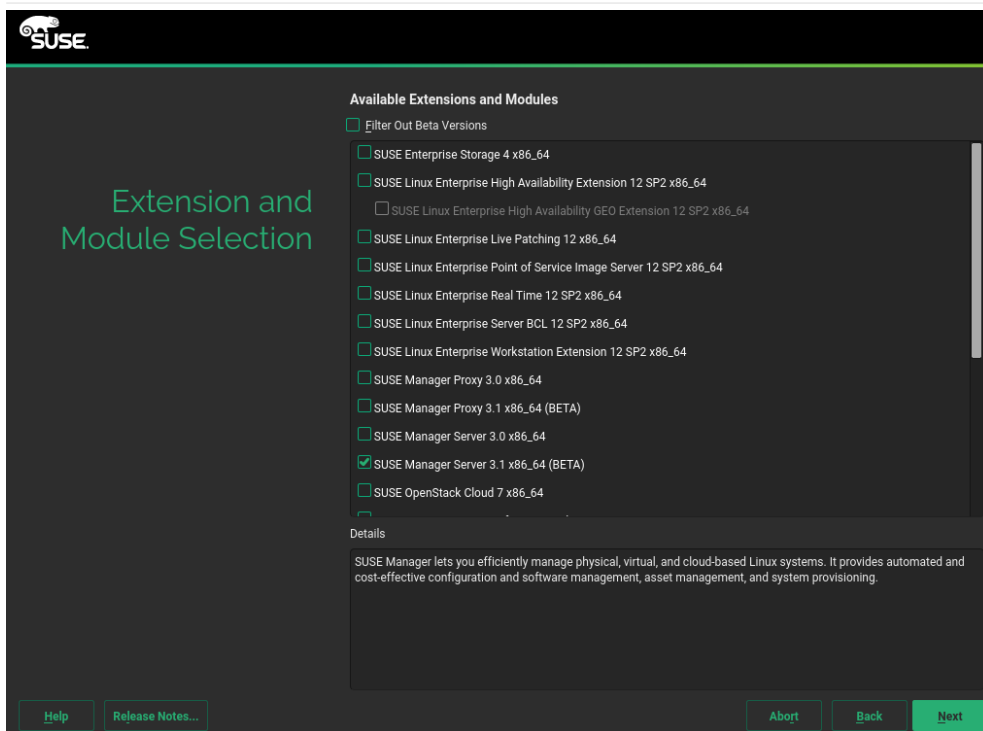 SUSE.
Extension and
Module Selection
Available Extensions and Modules
Filter Out Beta Versions
SUSE Enterprise Storage 4 x86_64
SUSE Linux Enterprise High Availability Extension 12 SP2 x86_64
SUSE Linux Enterprise High Availability GEO Extension 12 SP2 x86_64
SUSE Linux Enterprise Live Patching 12 x86_64
SUSE Linux Enterprise Point of Service Image Server 12 SP2 x86_64
SUSE Linux Enterprise Real Time 12 SP2 x86_64
SUSE Linux Enterprise Server BCL 12 SP2 x86_64
SUSE Linux Enterprise Workstation Extension 12 SP2 x86_64
SUSE Manager Proxy 3.0 x86_64
SUSE Manager Proxy 3.1 x86_64 (BETA)
SUSE Manager Server 3.0 x86_64
SUSE Manager Server 3.1 x86_64 (BETA)
SUSE OpenStack Cloud 7 x86_64
Details
SUSE Manager lets you efficiently manage physical, virtual, and cloud-based Linux systems. It provides automated and
cost-effective configuration and software management, asset management, and system provisioning.
Help
Release Notes...
Abort
Back
Next